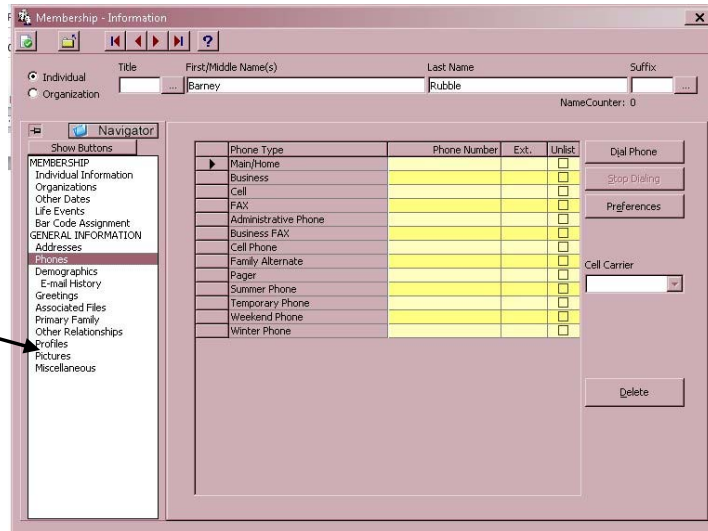 Membership - Information
?
Individual
Organization
Title
First/Middle Name(s)
Last Name
Suffix
...
Barney
Rubble
...
NameCounter: 0
Navigator
Show Buttons
MEMBERSHIP
Individual Information
Organizations
Other Dates
Life Events
Bar Code Assignment
GENERAL INFORMATION
Addresses
Phones
Demographics
E-mail History
Greetings
Associated Files
Primary Family
Other Relationships
Profiles
Pictures
Miscellaneous
Phone Type Phone Number Ext. Unlist
Main/Home
Business
Cell
FAX
Administrative Phone
Business FAX
Cell Phone
Family Alternate
Pager
Summer Phone
Temporary Phone
Weekend Phone
Winter Phone
Dial Phone
Stop Dialing
Preferences
Cell Carrier
Delete